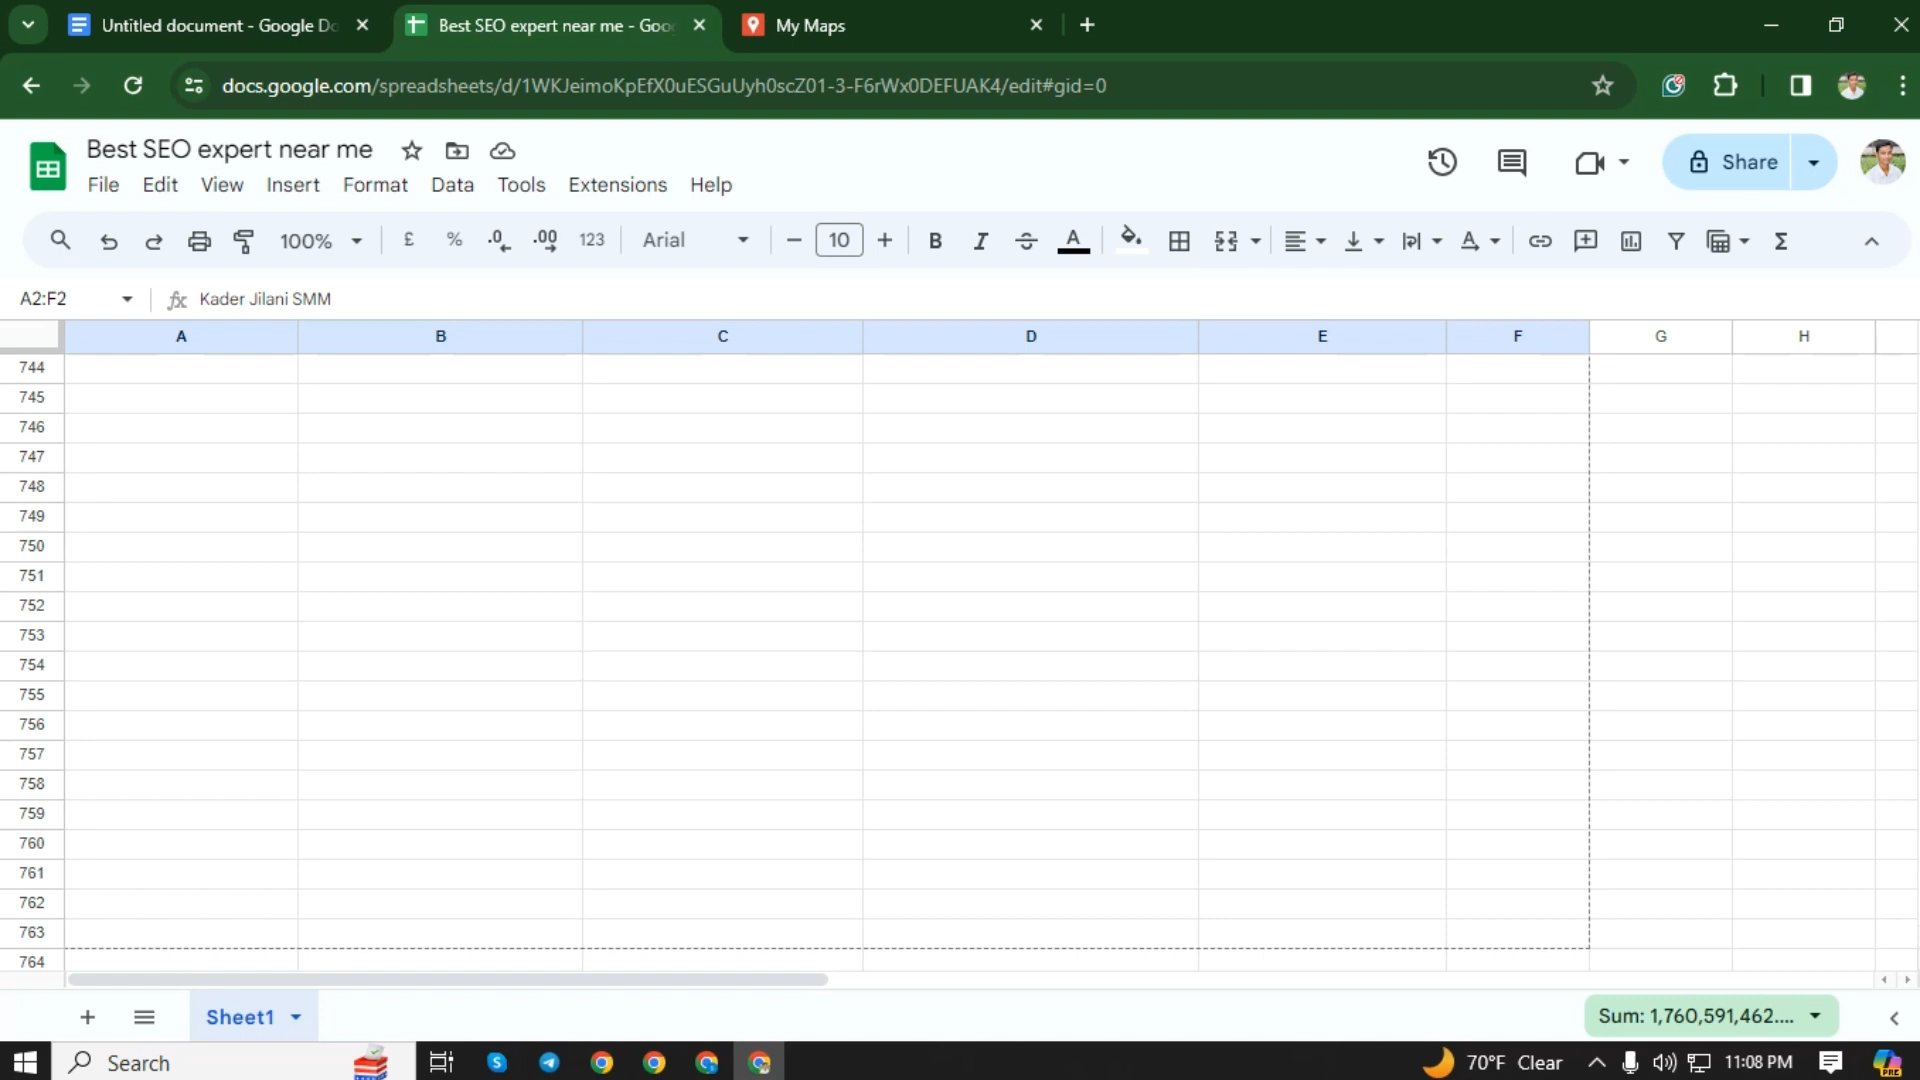 Untitled document - Google Do
Best SEO expert near me - Goo
My Maps
docs.google.com/spreadsheets/d/1WKJeimoKpEfX0uESGuUyh0scZ01-3-F6rWx0DEFUAK4/edit#gid=0
Best SEO expert near me
Share
File Edit View Insert Format Data Tools Extensions Help
100% £ % .0 .00 123 Arial 10 B I A
A2:F2 fx Kader Jilani SMM
A B C D E F G H
744
745
746
747
748
749
750
751
752
753
754
755
756
757
758
759
760
761
762
763
764
Sheet1
Sum: 1,760,591,462....
Search
70°F Clear
11:08 PM
PRE